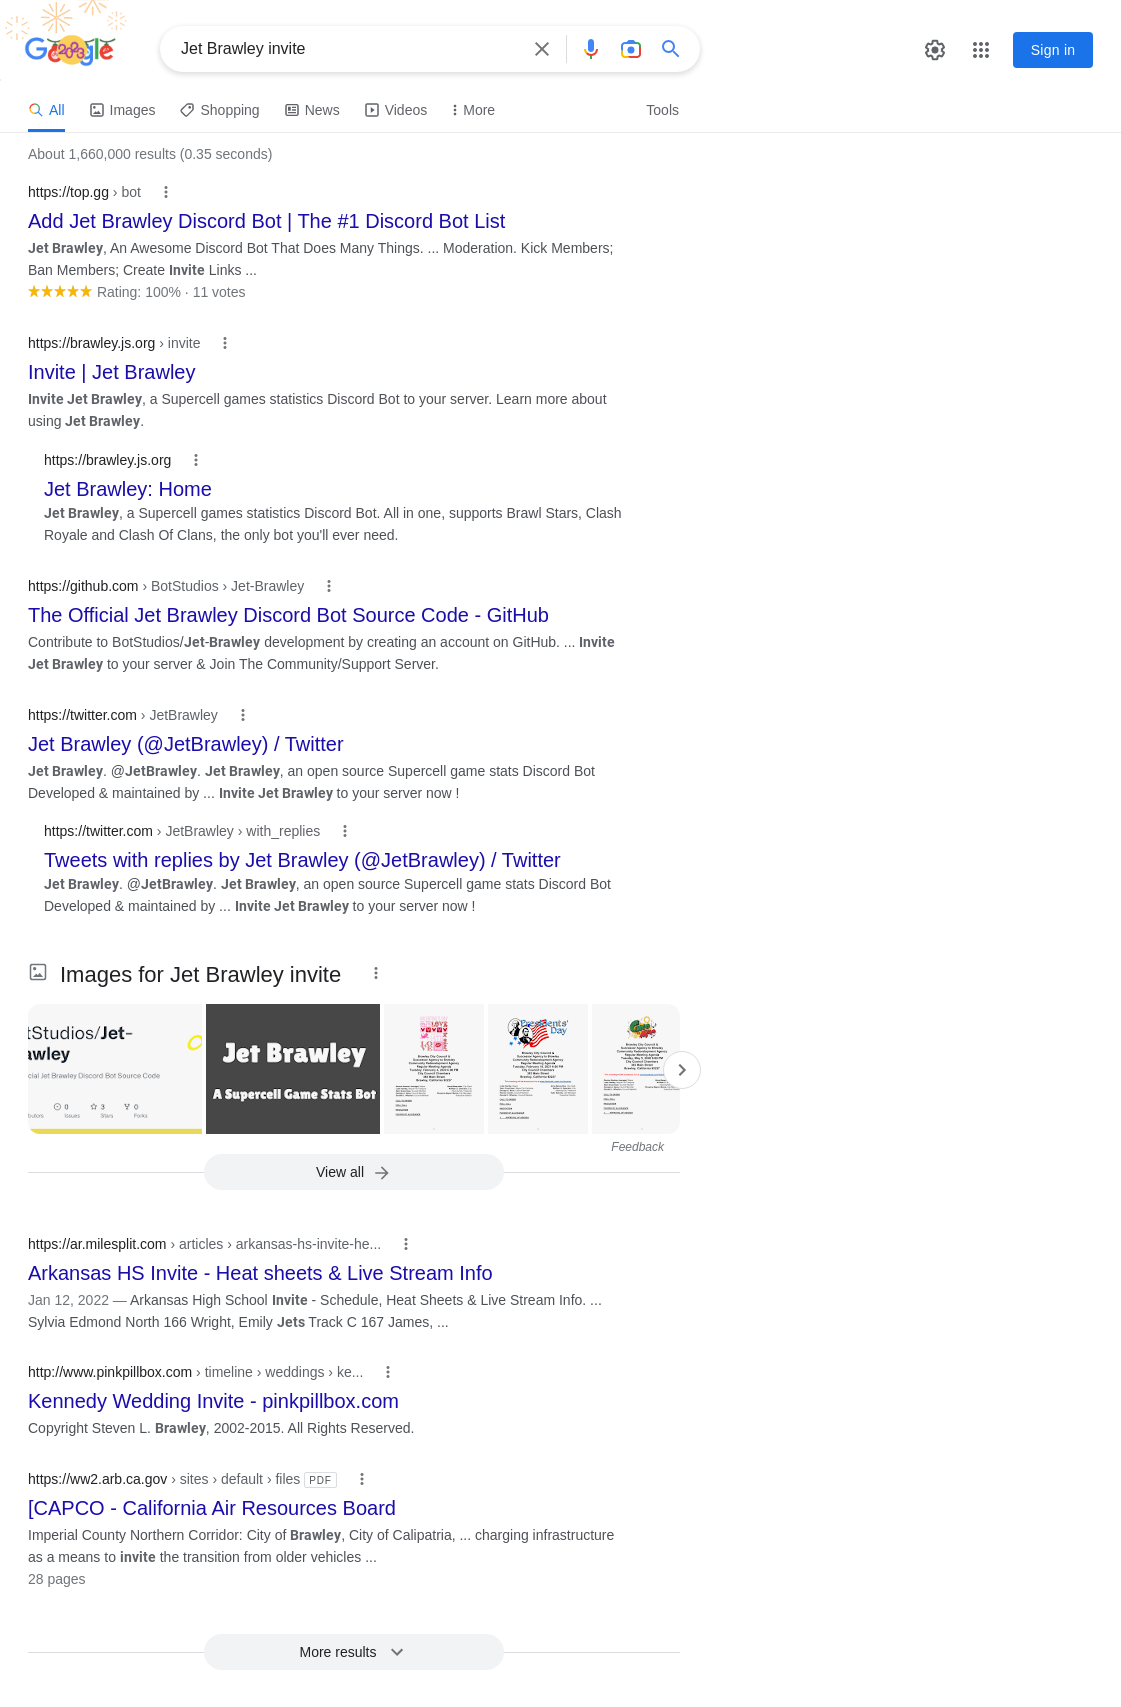 Google
Jet Brawley invite
Sign in
All
Images
Shopping
News
Videos
More
Tools
About 1,660,000 results (0.35 seconds)
https://top.gg › bot
Add Jet Brawley Discord Bot | The #1 Discord Bot List
Jet Brawley, An Awesome Discord Bot That Does Many Things. ... Moderation. Kick Members;
Ban Members; Create Invite Links ...
Rating: 100% · 11 votes
https://brawley.js.org › invite
Invite | Jet Brawley
Invite Jet Brawley, a Supercell games statistics Discord Bot to your server. Learn more about
using Jet Brawley.
https://brawley.js.org
Jet Brawley: Home
Jet Brawley, a Supercell games statistics Discord Bot. All in one, supports Brawl Stars, Clash
Royale and Clash Of Clans, the only bot you'll ever need.
https://github.com › BotStudios › Jet-Brawley
The Official Jet Brawley Discord Bot Source Code - GitHub
Contribute to BotStudios/Jet-Brawley development by creating an account on GitHub. ... Invite
Jet Brawley to your server & Join The Community/Support Server.
https://twitter.com › JetBrawley
Jet Brawley (@JetBrawley) / Twitter
Jet Brawley. @JetBrawley. Jet Brawley, an open source Supercell game stats Discord Bot
Developed & maintained by ... Invite Jet Brawley to your server now !
https://twitter.com › JetBrawley › with_replies
Tweets with replies by Jet Brawley (@JetBrawley) / Twitter
Jet Brawley. @JetBrawley. Jet Brawley, an open source Supercell game stats Discord Bot
Developed & maintained by ... Invite Jet Brawley to your server now !
Images for Jet Brawley invite
tStudios/Jet-
awley
cial Jet Brawley Discord Bot Source Code
0
3
0
butors
Issues
Stars
Forks
Jet Brawley
A Supercell Game Stats Bot
Presidents'
Day
Feedback
View all
https://ar.milesplit.com › articles › arkansas-hs-invite-he...
Arkansas HS Invite - Heat sheets & Live Stream Info
Jan 12, 2022 — Arkansas High School Invite - Schedule, Heat Sheets & Live Stream Info. ...
Sylvia Edmond North 166 Wright, Emily Jets Track C 167 James, ...
http://www.pinkpillbox.com › timeline › weddings › ke...
Kennedy Wedding Invite - pinkpillbox.com
Copyright Steven L. Brawley, 2002-2015. All Rights Reserved.
https://ww2.arb.ca.gov › sites › default › files PDF
[CAPCO - California Air Resources Board
Imperial County Northern Corridor: City of Brawley, City of Calipatria, ... charging infrastructure
as a means to invite the transition from older vehicles ...
28 pages
More results